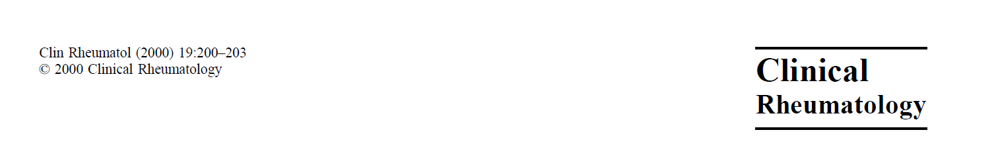 Clin Rheumatol (2000) 19:200–203
© 2000 Clinical Rheumatology
Clinical
Rheumatology